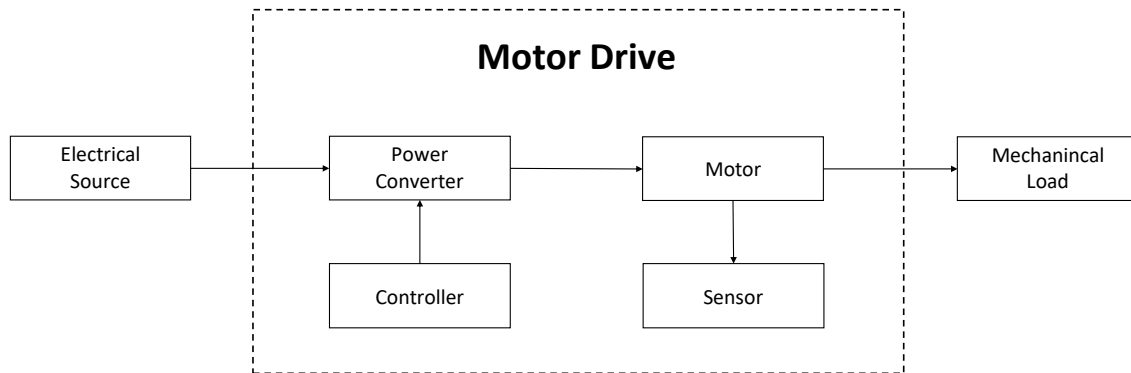 Motor Drive
Electrical
Source
Power
Converter
Motor
Mechanincal
Load
Controller
Sensor